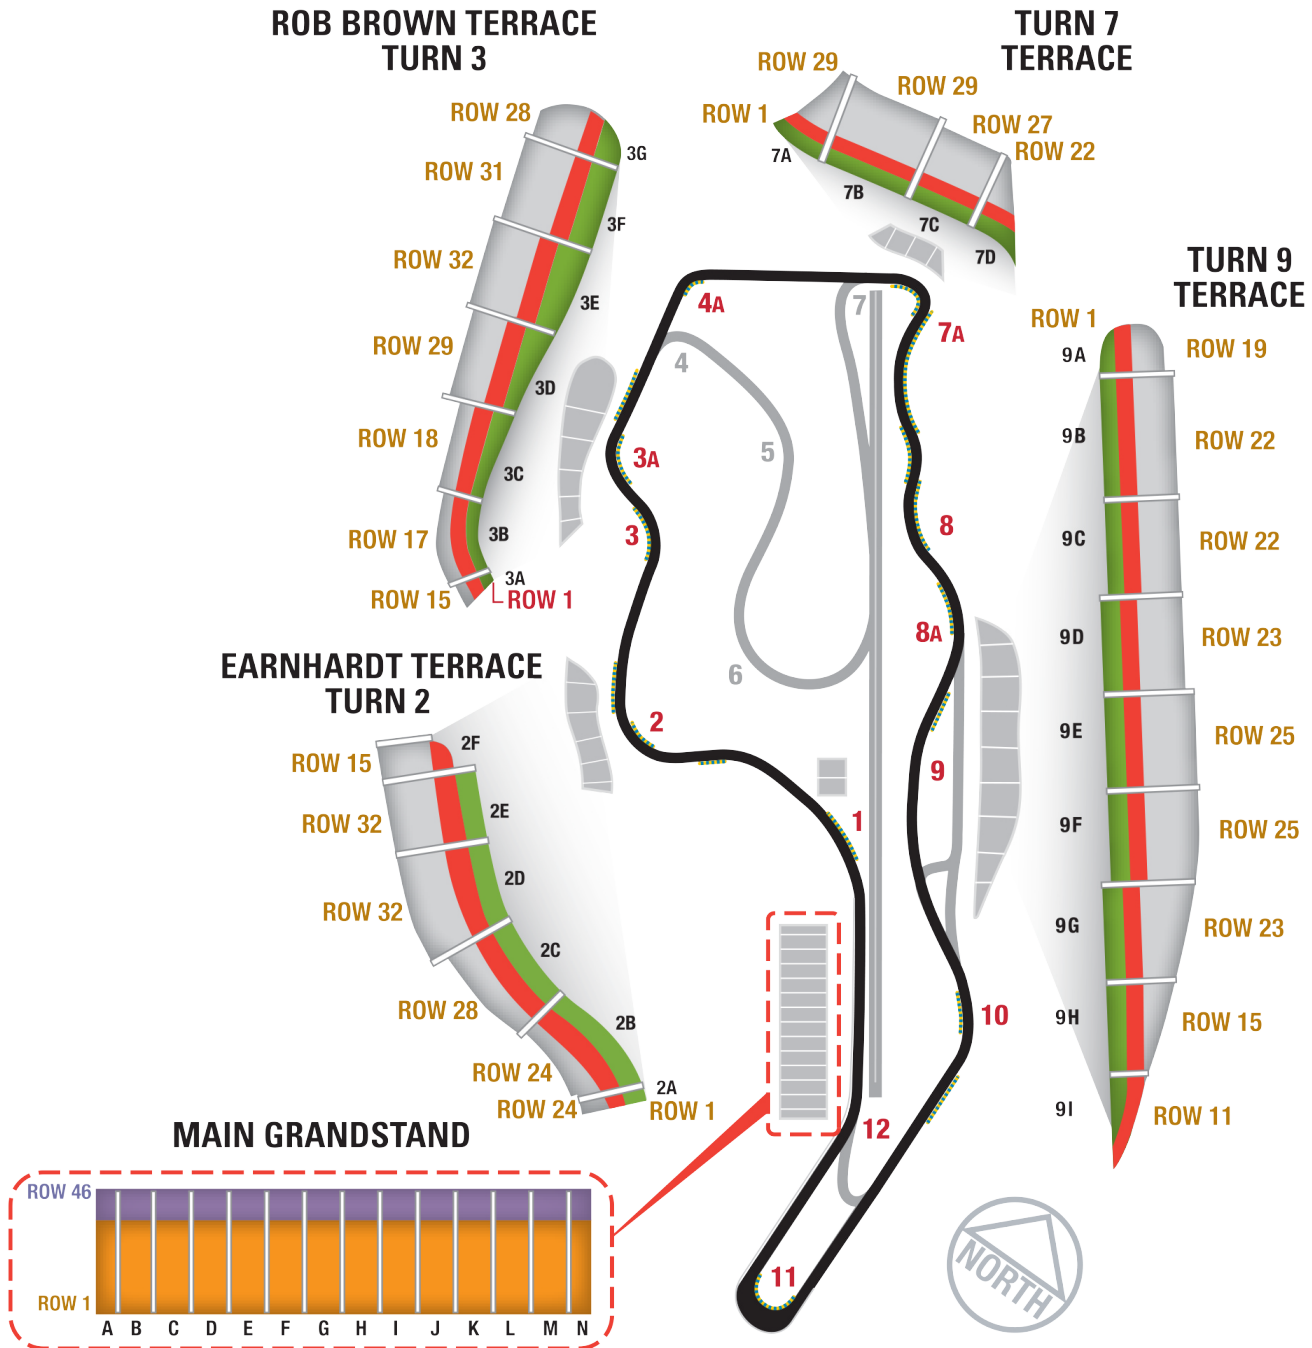 ROB BROWN TERRACE
TURN 3
ROW 28
ROW 31
ROW 32
ROW 29
ROW 18
ROW 17
ROW 15
3G
3F
3E
3D
3C
3B
3A
ROW 1
TURN 7
TERRACE
ROW 29
ROW 29
ROW 27
ROW 22
ROW 1
7A
7B
7C
7D
TURN 9
TERRACE
ROW 1
9A
ROW 19
9B
ROW 22
9C
ROW 22
9D
ROW 23
9E
ROW 25
9F
ROW 25
9G
ROW 23
9H
ROW 15
9I
ROW 11
4A
7
7A
4
5
3A
3
8
8A
6
2
9
1
10
12
11
EARNHARDT TERRACE
TURN 2
ROW 15
ROW 32
ROW 32
ROW 28
ROW 24
ROW 24
2F
2E
2D
2C
2B
2A
ROW 1
MAIN GRANDSTAND
ROW 46
ROW 1
A B C D E F G H I J K L M N
NORTH